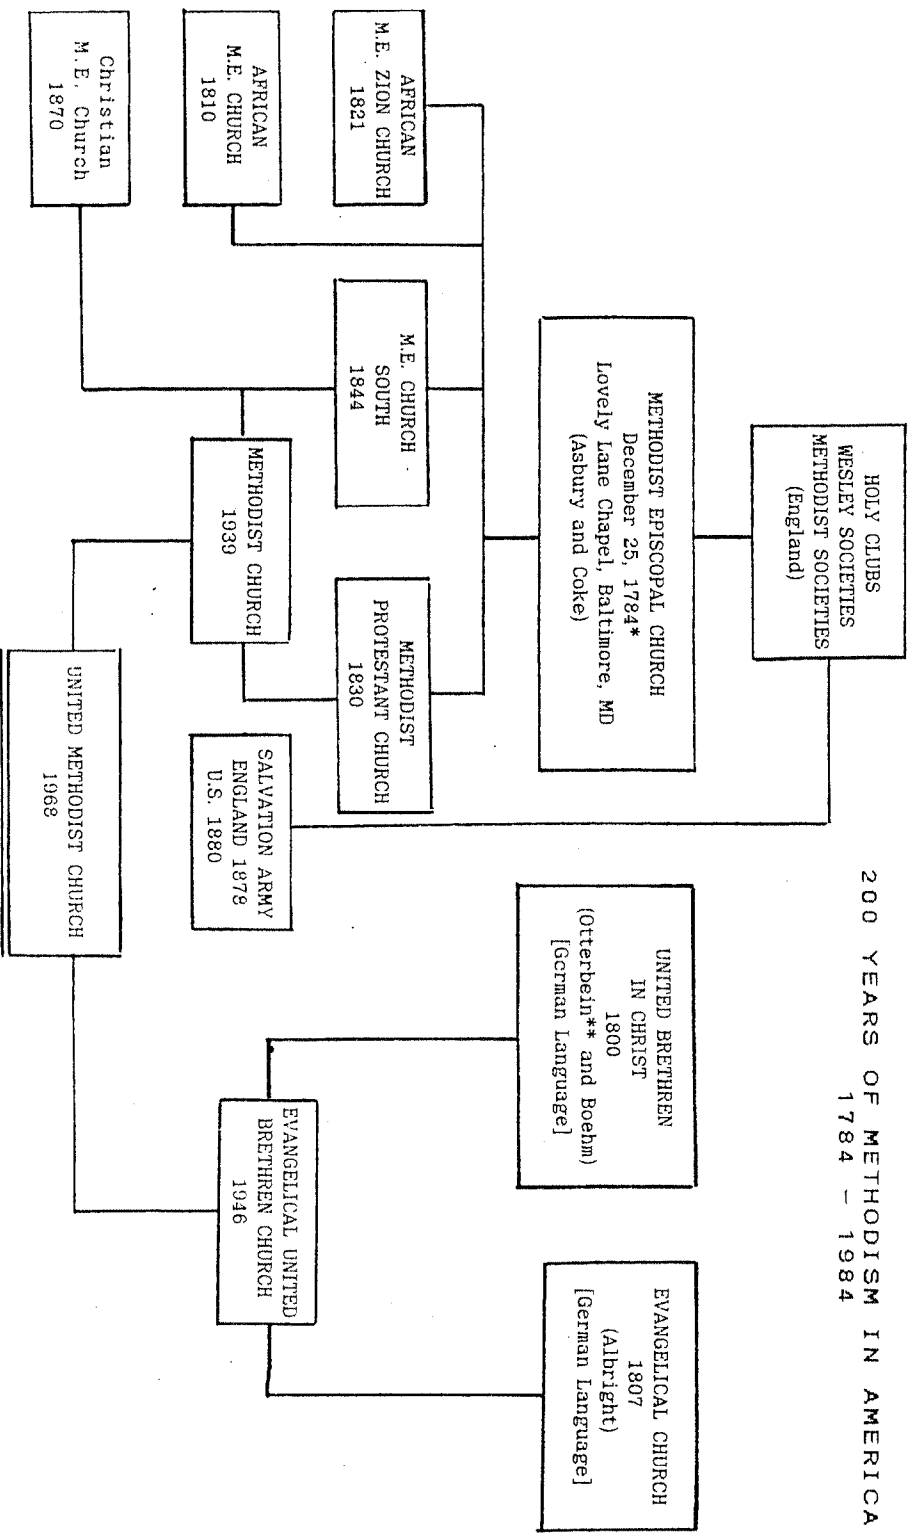 200 YEARS OF METHODISM IN AMERICA
1784 - 1984
HOLY CLUBS
WESLEY SOCIETIES
METHODIST SOCIETIES
(England)
METHODIST EPISCOPAL CHURCH
December 25, 1784*
Lovely Lane Chapel, Baltimore, MD
(Asbury and Coke)
UNITED BRETHREN
IN CHRIST
1800
(Otterbein** and Boehm)
[German Language]
EVANGELICAL CHURCH
1807
(Albright)
[German Language]
AFRICAN
M.E. ZION CHURCH
1821
M.E. CHURCH
SOUTH
1844
METHODIST
PROTESTANT CHURCH
1830
AFRICAN
M.E. CHURCH
1810
METHODIST CHURCH
1939
SALVATION ARMY
ENGLAND 1878
U.S. 1880
EVANGELICAL UNITED
BRETHREN CHURCH
1946
Christian
M.E. Church
1870
UNITED METHODIST CHURCH
1968